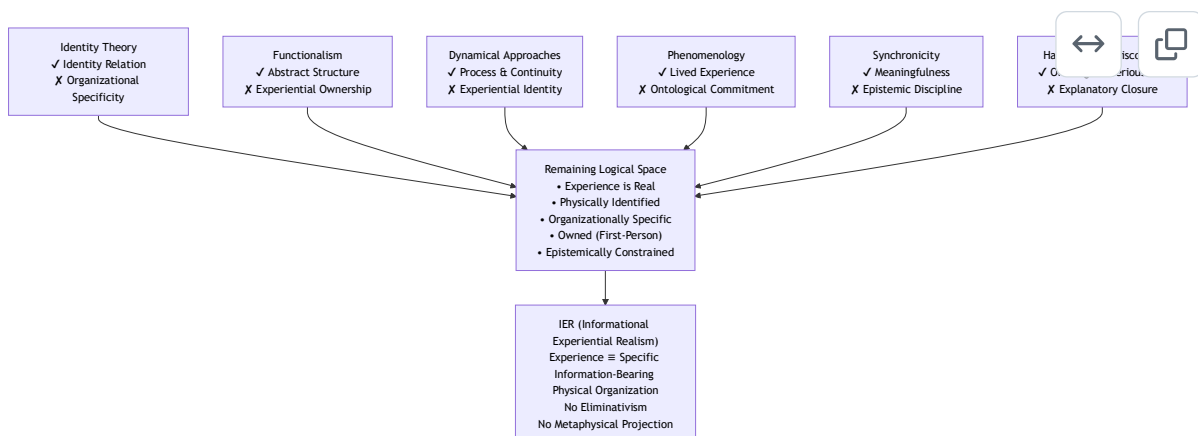 Identity Theory
✓ Identity Relation
✗ Organizational
Specificity
Functionalism
✓ Abstract Structure
✗ Experiential Ownership
Dynamical Approaches
✓ Process & Continuity
✗ Experiential Identity
Phenomenology
✓ Lived Experience
✗ Ontological Commitment
Synchronicity
✓ Meaningfulness
✗ Epistemic Discipline
✓
✗ Explanatory Closure
Remaining Logical Space
• Experience is Real
• Physically Identified
• Organizationally Specific
• Owned (First-Person)
• Epistemically Constrained
IER (Informational
Experiential Realism)
Experience ≡ Specific
Information-Bearing
Physical Organization
No Eliminativism
No Metaphysical Projection